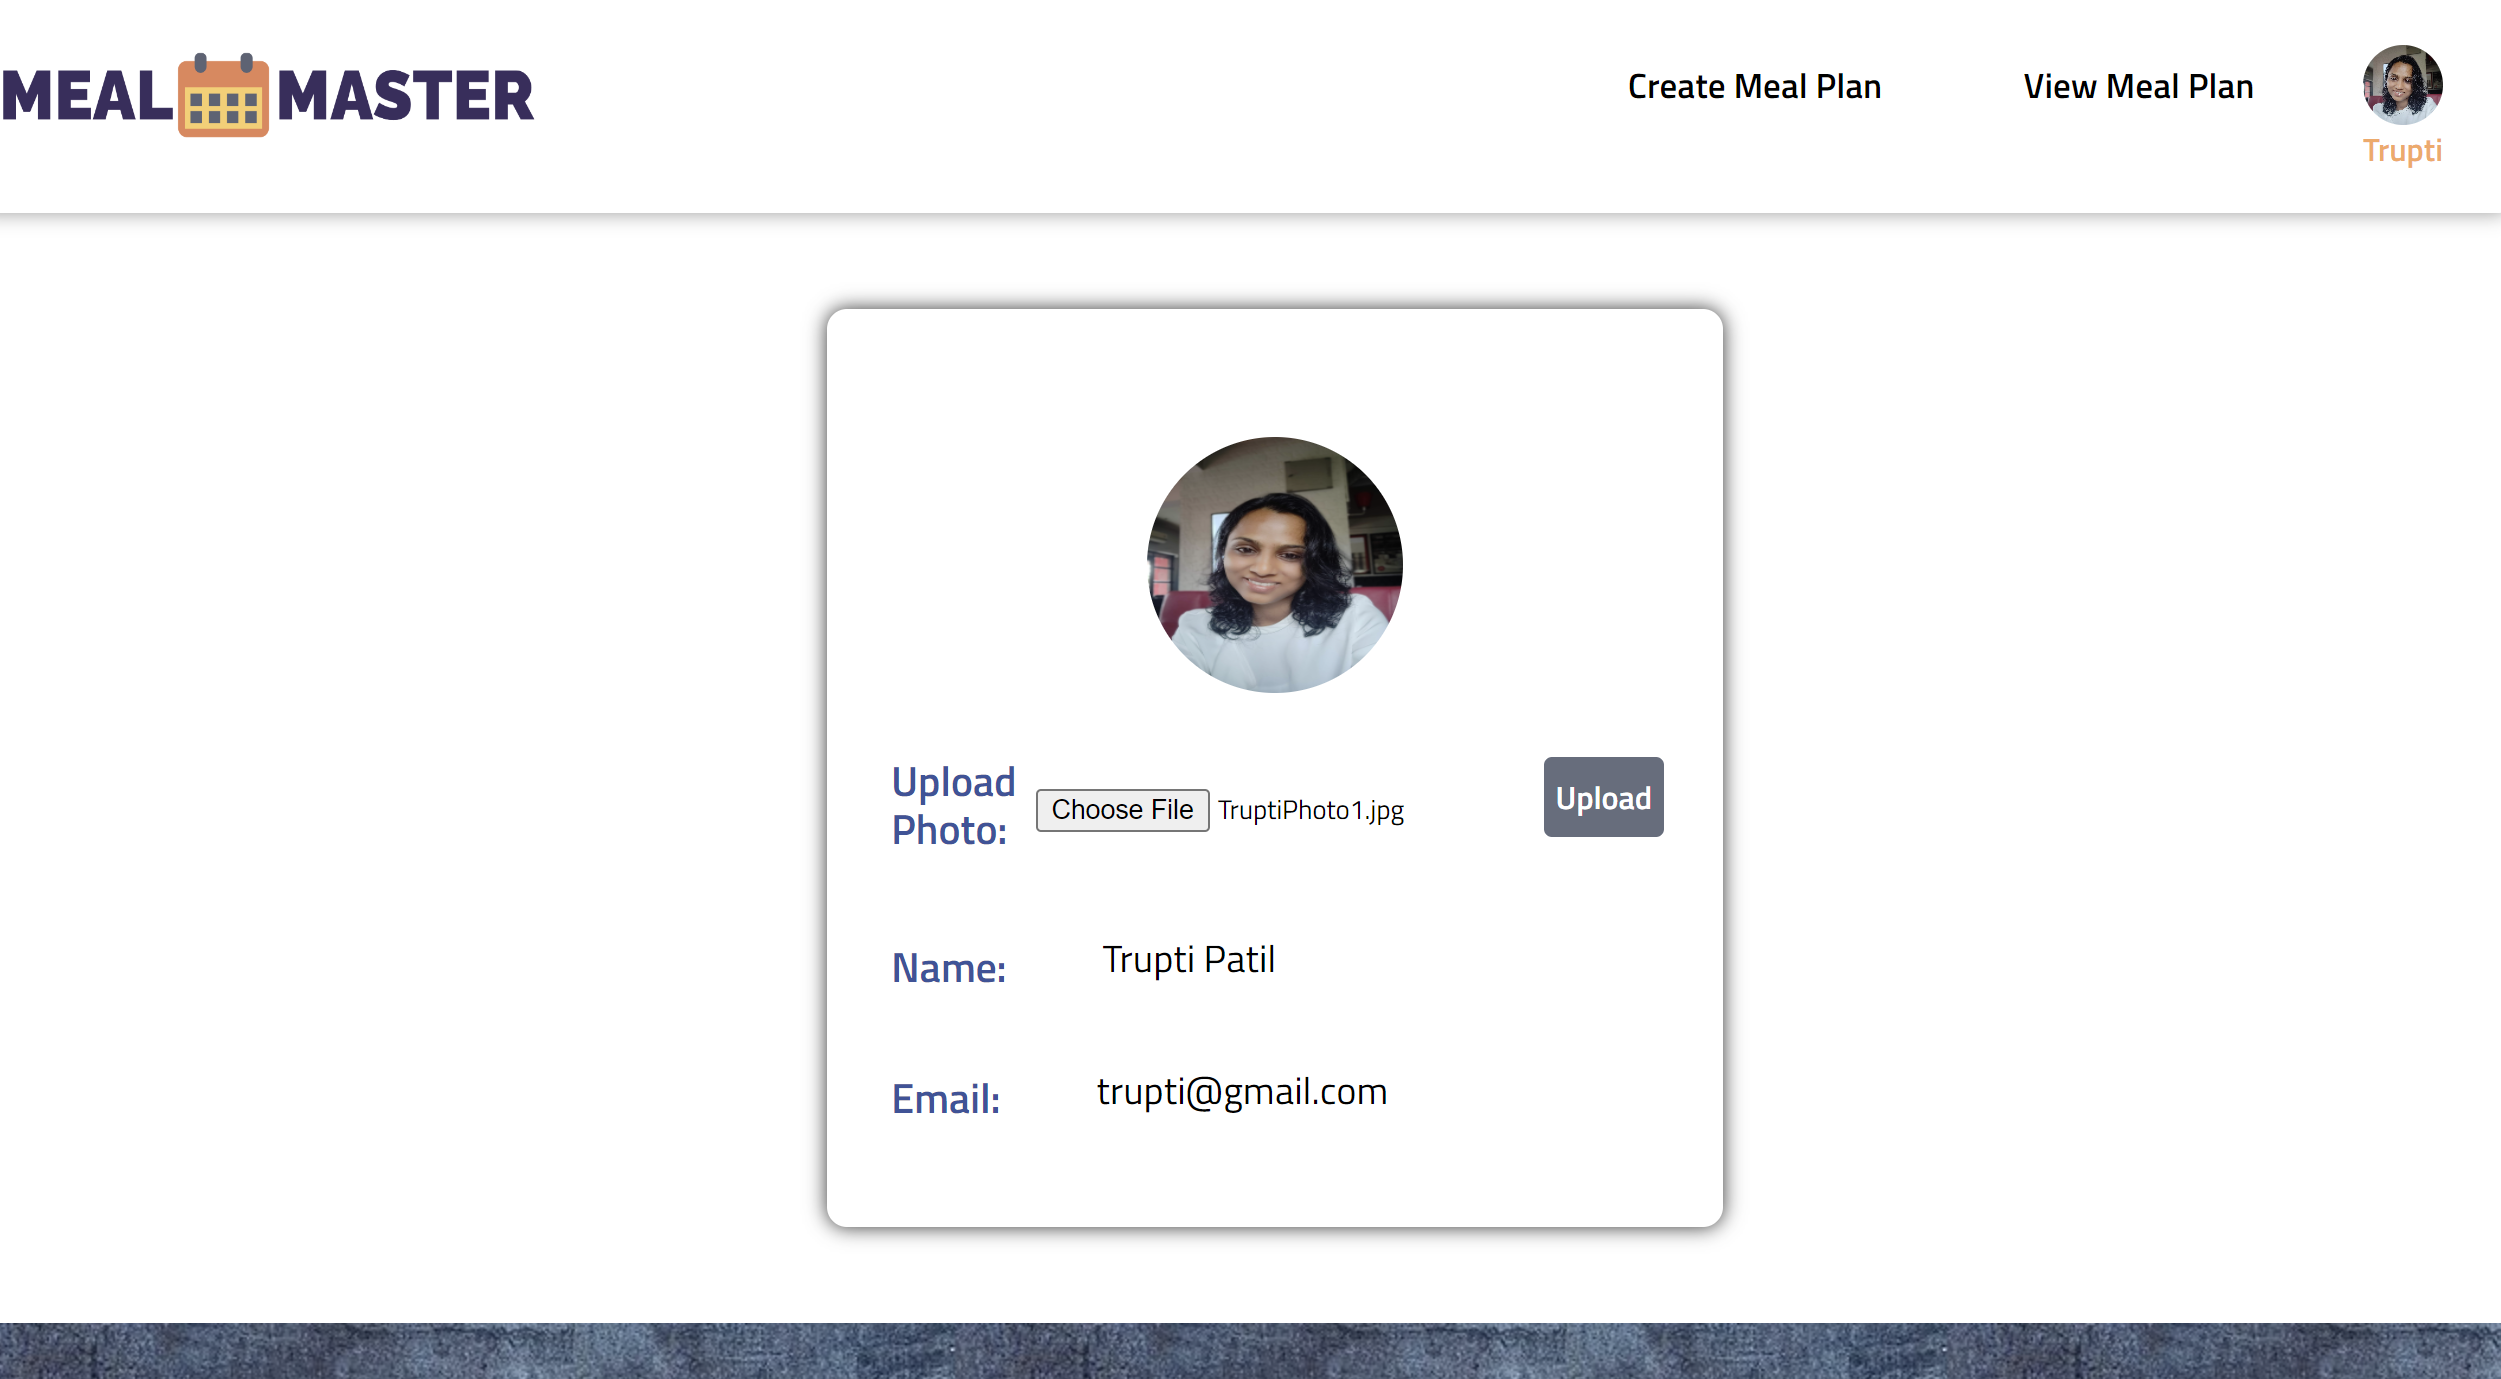 MEAL MASTER
Create Meal Plan
View Meal Plan
Trupti
Upload
Photo:
Choose File TruptiPhoto1.jpg
Upload
Name: Trupti Patil
Email: trupti@gmail.com